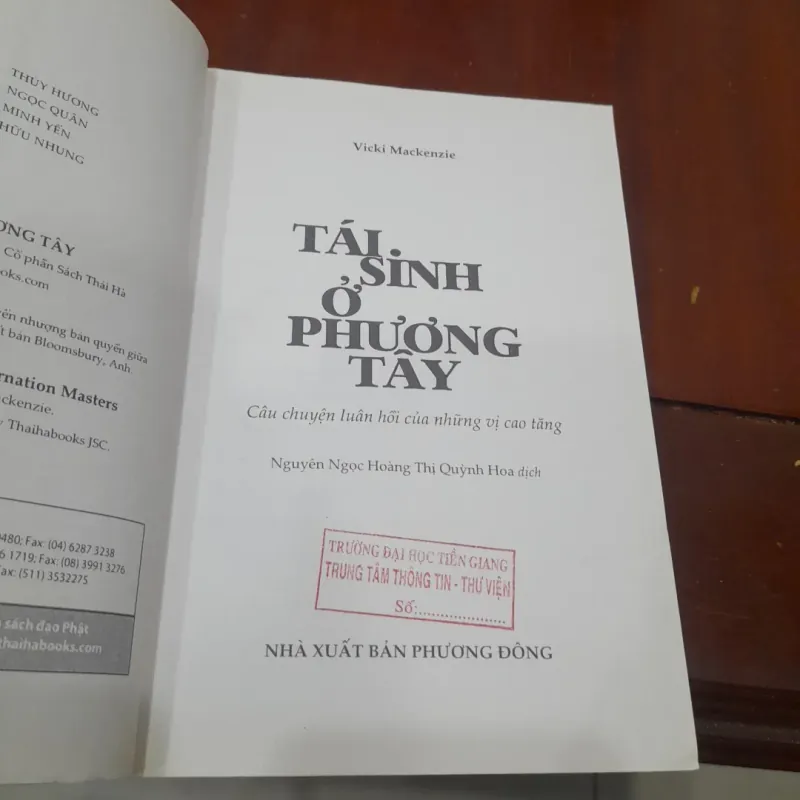 THÙY HƯƠNG
NGỌC QUÂN
MINH YẾN
HỮU NHUNG
ƠNG TÂY
Cổ phần Sách Thái Hà
oks.com
nhượng bản quyền giữa
t bản Bloomsbury, Anh.
rnation Masters
ckenzie.
Thaihabooks JSC.
0480; Fax: (04) 6287 3238
6 1719; Fax: (08) 3991 3276
Fax: (511) 3532275
sách đạo Phật
thaihabooks.com
Vicki Mackenzie
TÁI
SINH
Ở
PHƯƠNG
TÂY
Câu chuyện luân hồi của những vị cao tăng
Nguyên Ngọc Hoàng Thị Quỳnh Hoa dịch
TRƯỜNG ĐẠI HỌC TIỀN GIANG
TRUNG TÂM THÔNG TIN - THƯ VIỆN
Số:......................
NHÀ XUẤT BẢN PHƯƠNG ĐÔNG